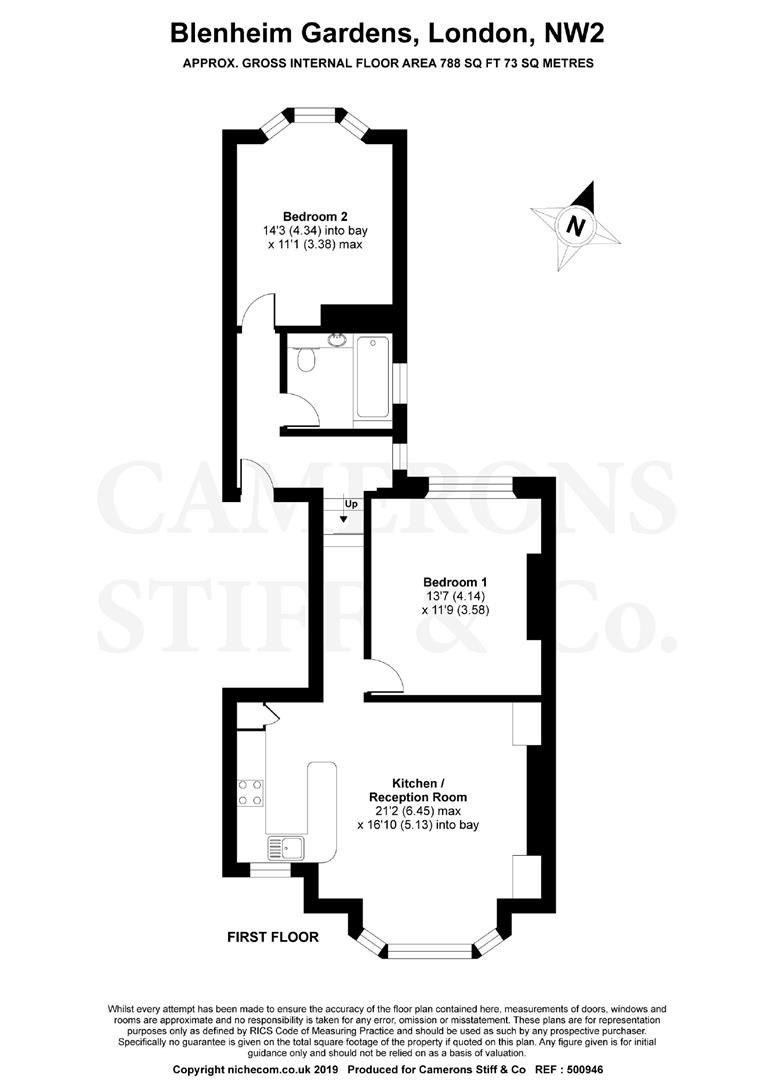 Blenheim Gardens, London, NW2
APPROX. GROSS INTERNAL FLOOR AREA 788 SQ FT 73 SQ METRES
Bedroom 2
14'3 (4.34) into bay
x 11'1 (3.38) max
N
CAMERONS
STIFF & Co.
Up
Bedroom 1
13'7 (4.14)
x 11'9 (3.58)
Kitchen /
Reception Room
21'2 (6.45) max
x 16'10 (5.13) into bay
FIRST FLOOR
Whilst every attempt has been made to ensure the accuracy of the floor plan contained here, measurements of doors, windows and
rooms are approximate and no responsibility is taken for any error, omission or misstatement. These plans are for representation
purposes only as defined by RICS Code of Measuring Practice and should be used as such by any prospective purchaser.
Specifically no guarantee is given on the total square footage of the property if quoted on this plan. Any figure given is for initial
guidance only and should not be relied on as a basis of valuation.
Copyright nichecom.co.uk 2019 Produced for Camerons Stiff & Co REF : 500946